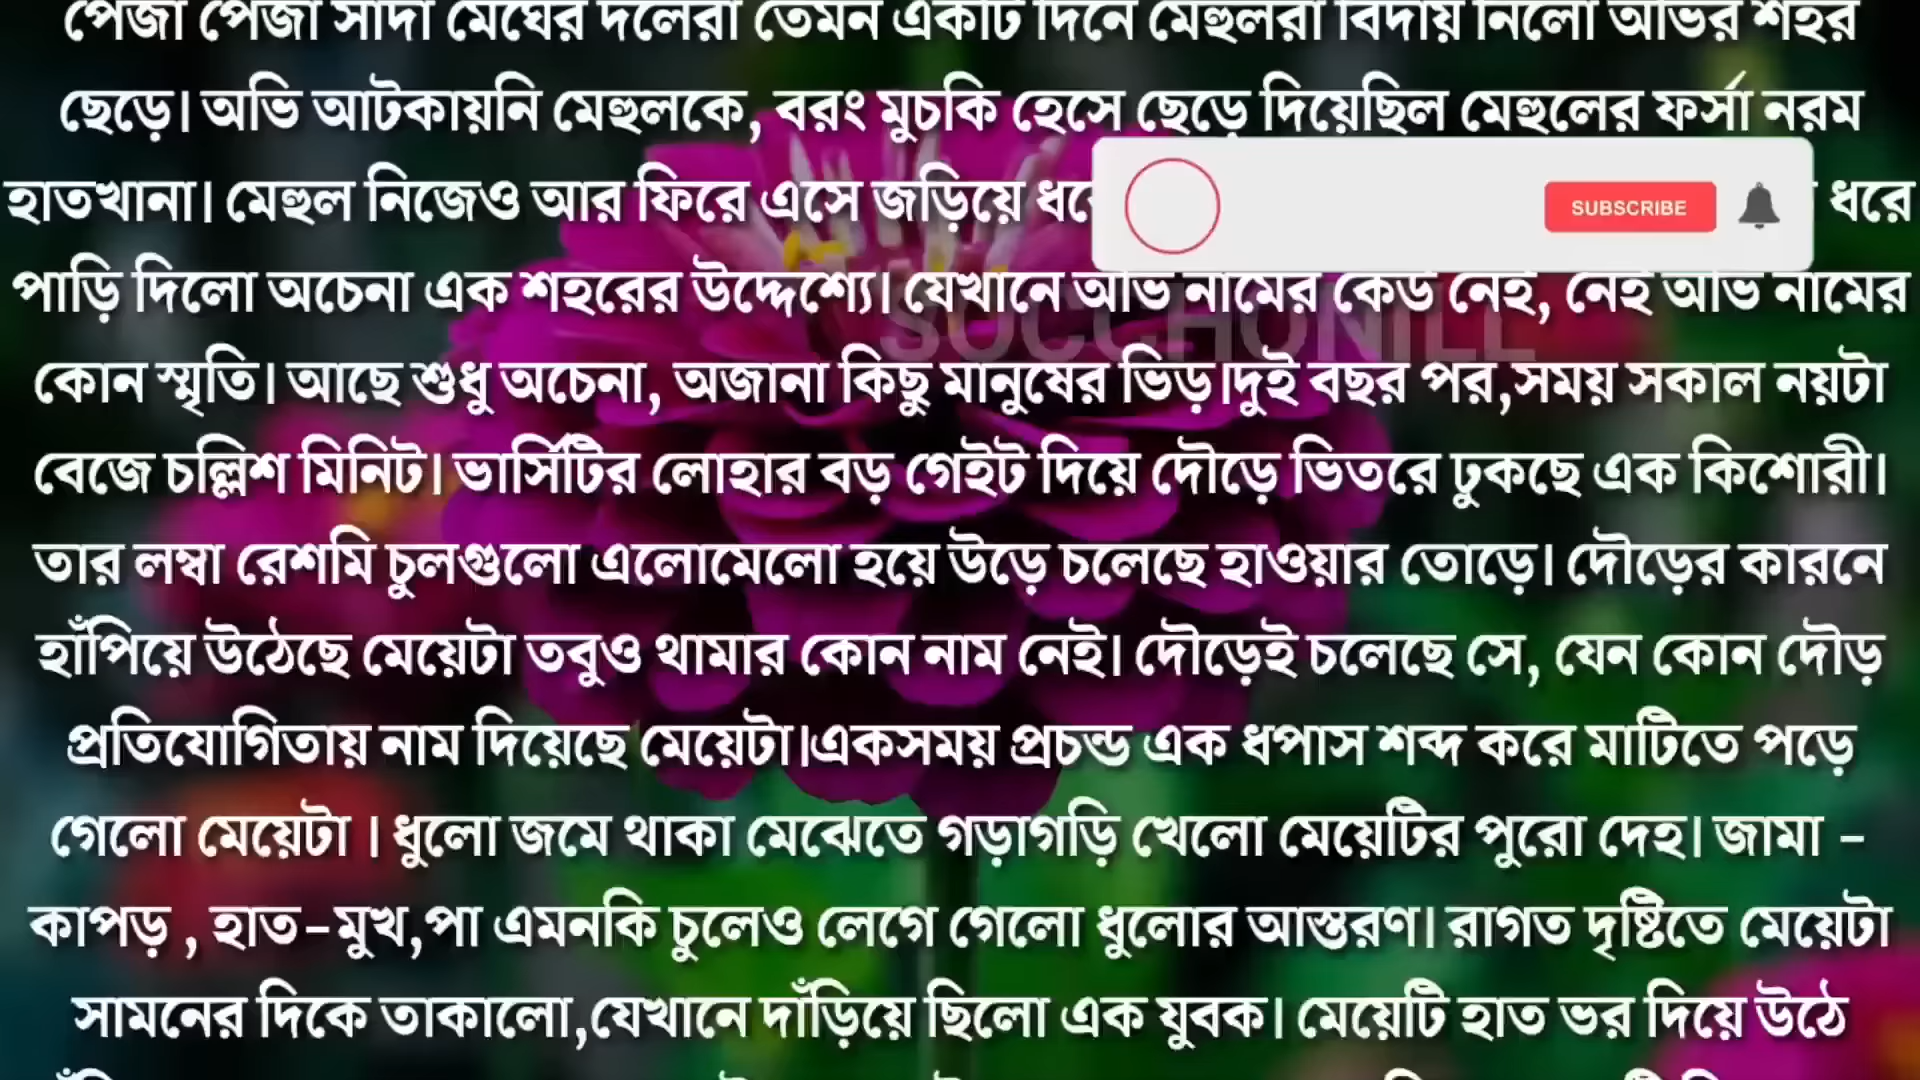 পেঁজা পেঁজা সাদা মেঘের দলেরা তেমন একটি দিনে মেহুলরা বিদায় নিলো অভির শহর
ছেড়ে। অভি আটকায়নি মেহুলকে, বরং মুচকি হেসে ছেড়ে দিয়েছিল মেহুলের ফর্সা নরম
হাতখানা। মেহুল নিজেও আর ফিরে এসে জড়িয়ে ধরে
SUBSCRIBE
পাড়ি দিলো অচেনা এক শহরের উদ্দেশ্যে। যেখানে অভি নামের কেউ নেই, নেই অভি নামের
SOCCHONILL
কোন স্মৃতি। আছে শুধু অচেনা, অজানা কিছু মানুষের ভিড়।দুই বছর পর,সময় সকাল নয়টা
বেজে চল্লিশ মিনিট। ভার্সিটির লোহার বড় গেইট দিয়ে দৌড়ে ভিতরে ঢুকছে এক কিশোরী।
তার লম্বা রেশমি চুলগুলো এলোমেলো হয়ে উড়ে চলেছে হাওয়ার তোড়ে। দৌড়ের কারনে
হাঁপিয়ে উঠেছে মেয়েটা তবুও থামার কোন নাম নেই। দৌড়েই চলেছে সে, যেন কোন দৌড়
প্রতিযোগিতায় নাম দিয়েছে মেয়েটা।একসময় প্রচন্ড এক ধপাস শব্দ করে মাটিতে পড়ে
গেলো মেয়েটা । ধুলো জমে থাকা মেঝেতে গড়াগড়ি খেলো মেয়েটির পুরো দেহ। জামা -
কাপড় , হাত-মুখ,পা এমনকি চুলেও লেগে গেলো ধুলোর আস্তরণ। রাগত দৃষ্টিতে মেয়েটা
সামনের দিকে তাকালো,যেখানে দাঁড়িয়ে ছিলো এক যুবক। মেয়েটি হাত ভর দিয়ে উঠে